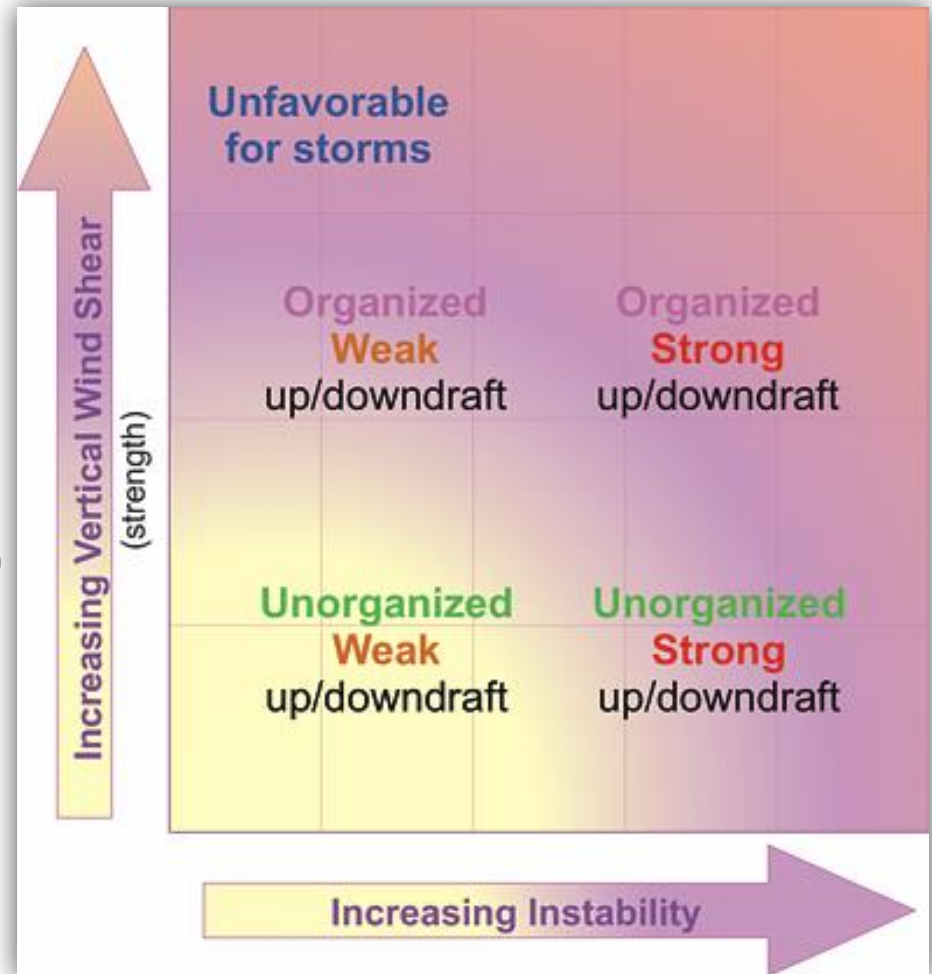 Unfavorable
for storms
Increasing Vertical Wind Shear
(strength)
Organized
Weak
up/downdraft
Organized
Strong
up/downdraft
Unorganized
Weak
up/downdraft
Unorganized
Strong
up/downdraft
Increasing Instability